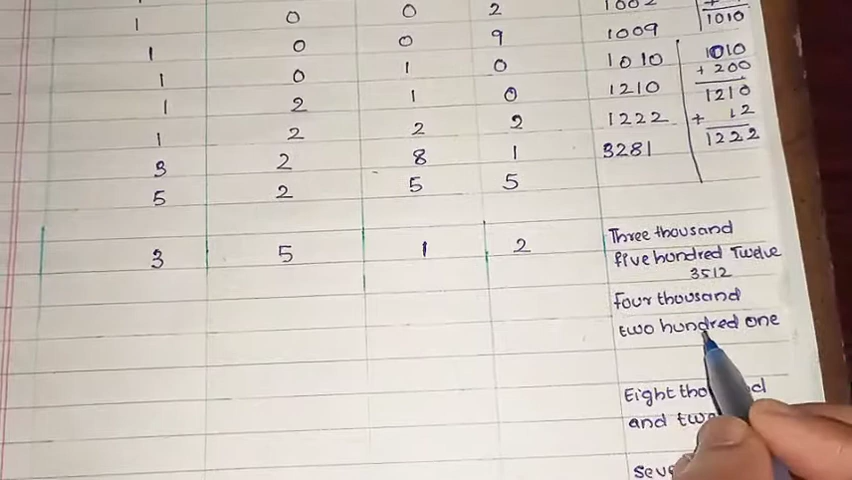 1 0 0 2 1002
1010
1 0 0 9 1009
1 0 1 0 1010 1010
+ 200
1 2 1 0 1210 1210
+ 12
1 2 2 2 1222 1222
3 2 8 1 3281
5 2 5 5
3 5 1 2 Three thousand
five hundred Twelve
3512
four thousand
two hundred one
Eight
and